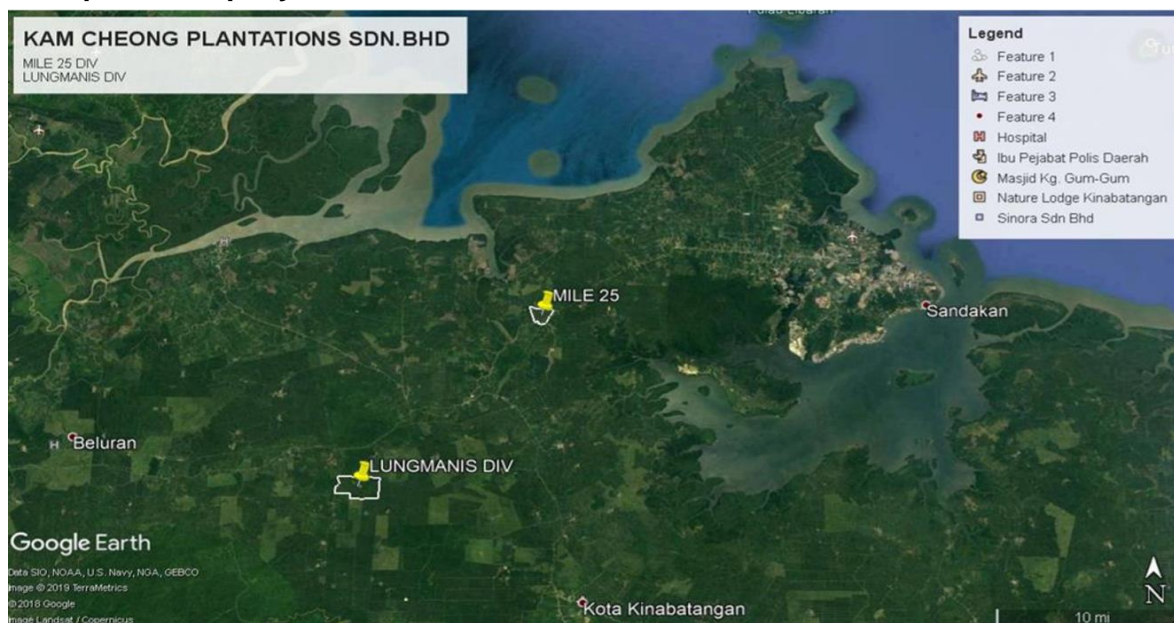 KAM CHEONG PLANTATIONS SDN.BHD
MILE 25 DIV
LUNGMANIS DIV
Legend
Feature 1
Feature 2
Feature 3
Feature 4
Hospital
Ibu Pejabat Polis Daerah
Masjid Kg. Gum-Gum
Nature Lodge Kinabatangan
Sinora Sdn Bhd
MILE 25
Sandakan
Beluran
LUNGMANIS DIV
Kota Kinabatangan
Google Earth
Data SIO, NOAA, U.S. Navy, NGA, GEBCO
Image © 2019 TerraMetrics
© 2018 Google
Image Landsat / Copernicus
N
10 mi